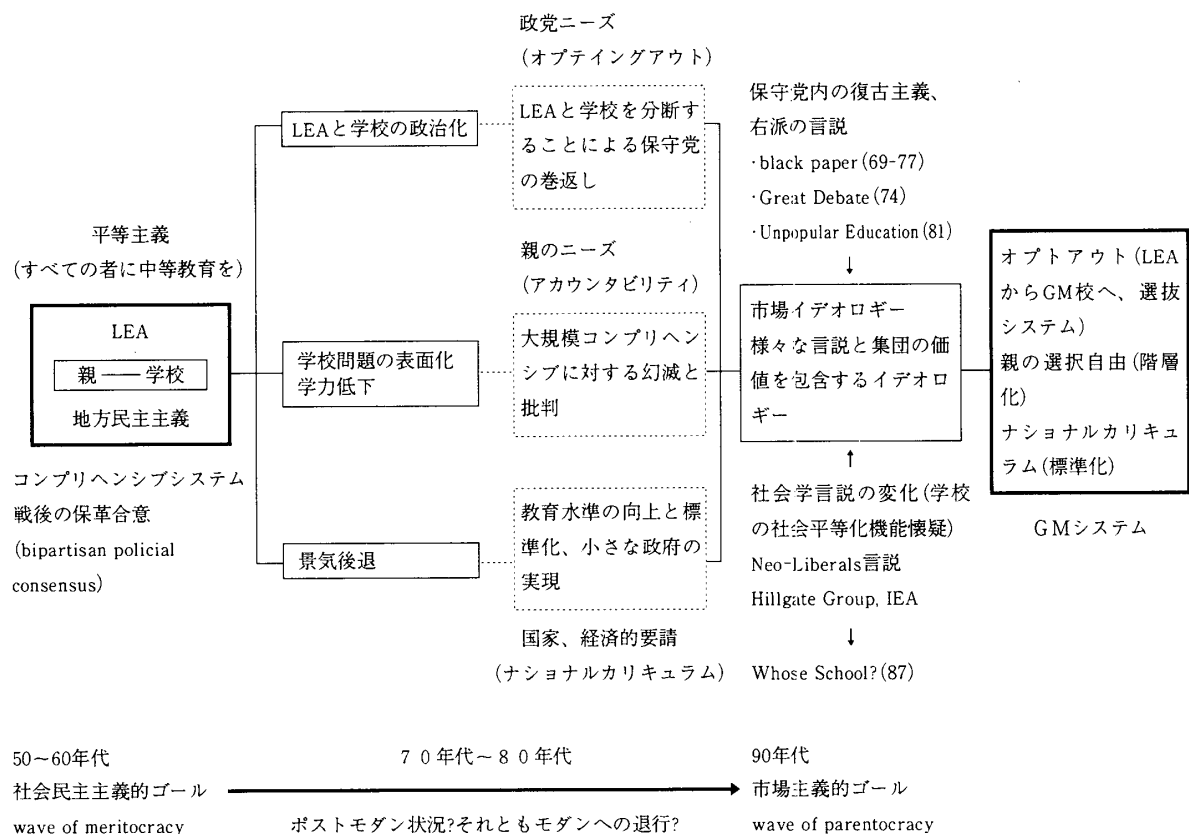 政党ニーズ
(オプテイングアウト)
LEAと学校の政治化
LEAと学校を分断す
ることによる保守党
の巻返し
保守党内の復古主義、
右派の言説
·black paper(69-77)
·Great Debate(74)
·Unpopular Education(81)
平等主義
(すべての者に中等教育を)
LEA
親──学校
地方民主主義
コンプリヘンシブシステム
戦後の保革合意
(bipartisan policial
consensus)
親のニーズ
(アカウンタビリティ)
学校問題の表面化
学力低下
大規模コンプリヘン
シブに対する幻滅と
批判
市場イデオロギー
様々な言説と集団の価
値を包含するイデオロ
ギー
オプトアウト(LEA
からGM校へ、選抜
システム)
親の選択自由(階層
化)
ナショナルカリキュ
ラム(標準化)
GMシステム
景気後退
教育水準の向上と標
準化、小さな政府の
実現
国家、経済的要請
(ナショナルカリキュラム)
社会学言説の変化(学校
の社会平等化機能懐疑)
Neo-Liberals言説
Hillgate Group, IEA
Whose School?(87)
50~60年代
社会民主主義的ゴール
wave of meritocracy
70年代~80年代
ポストモダン状況?それともモダンへの退行?
90年代
市場主義的ゴール
wave of parentocracy